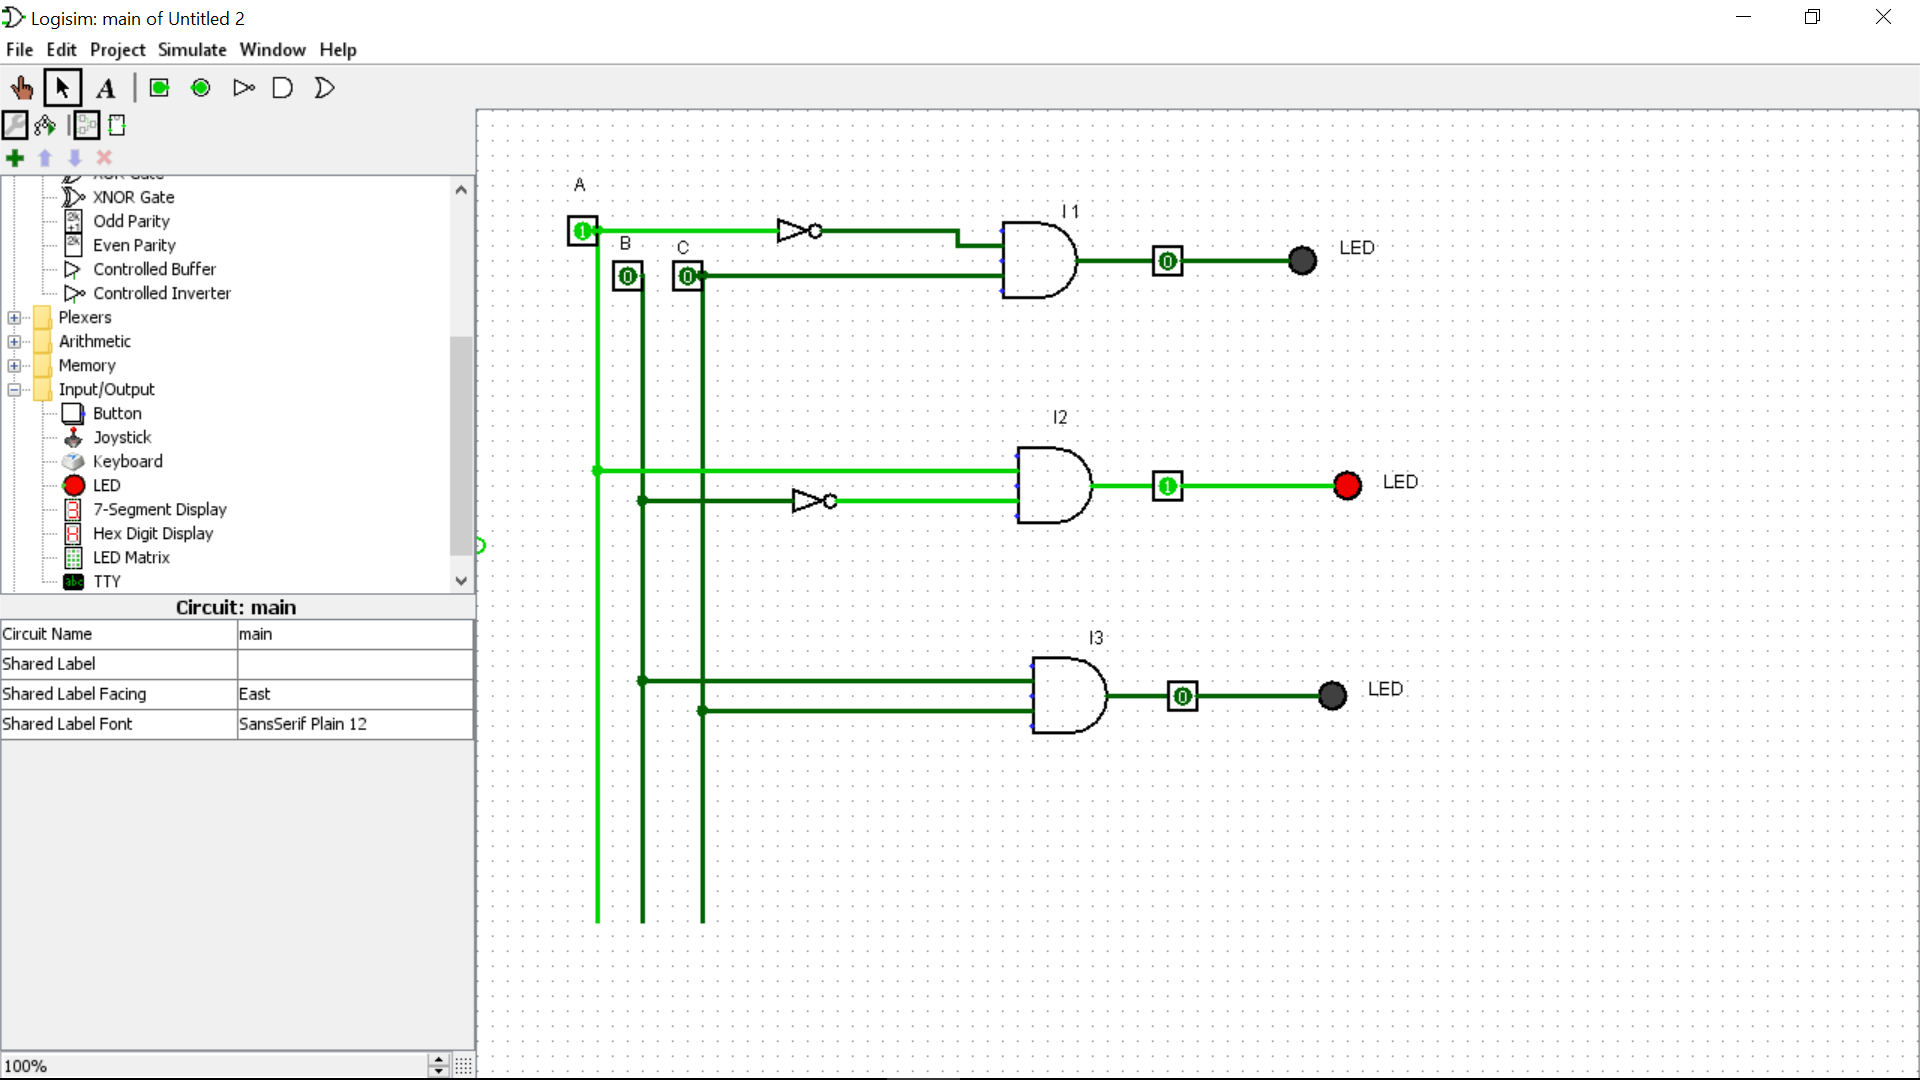 Logisim: main of Untitled 2
File Edit Project Simulate Window Help
A
XOR Gate
XNOR Gate
Odd Parity
Even Parity
Controlled Buffer
Controlled Inverter
Plexers
Arithmetic
Memory
Input/Output
Button
Joystick
Keyboard
LED
7-Segment Display
Hex Digit Display
LED Matrix
TTY
Circuit: main
Circuit Name main
Shared Label
Shared Label Facing East
Shared Label Font SansSerif Plain 12
100%
A
1
B
0
C
0
I1
0
LED
I2
1
LED
I3
0
LED